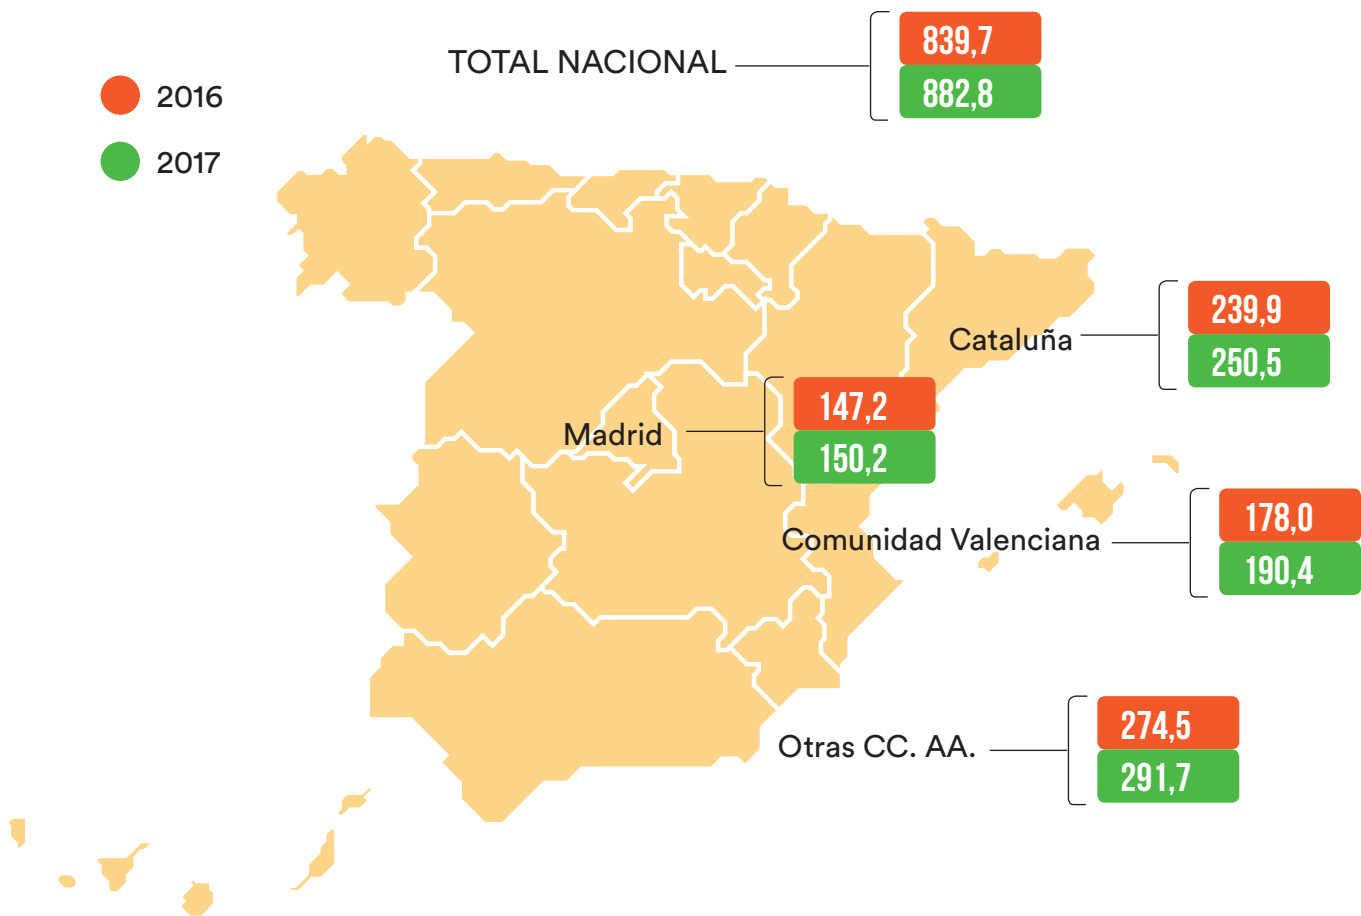 TOTAL NACIONAL
839,7
882,8
2016
2017
Cataluña
239,9
250,5
Madrid
147,2
150,2
Comunidad Valenciana
178,0
190,4
Otras CC. AA.
274,5
291,7